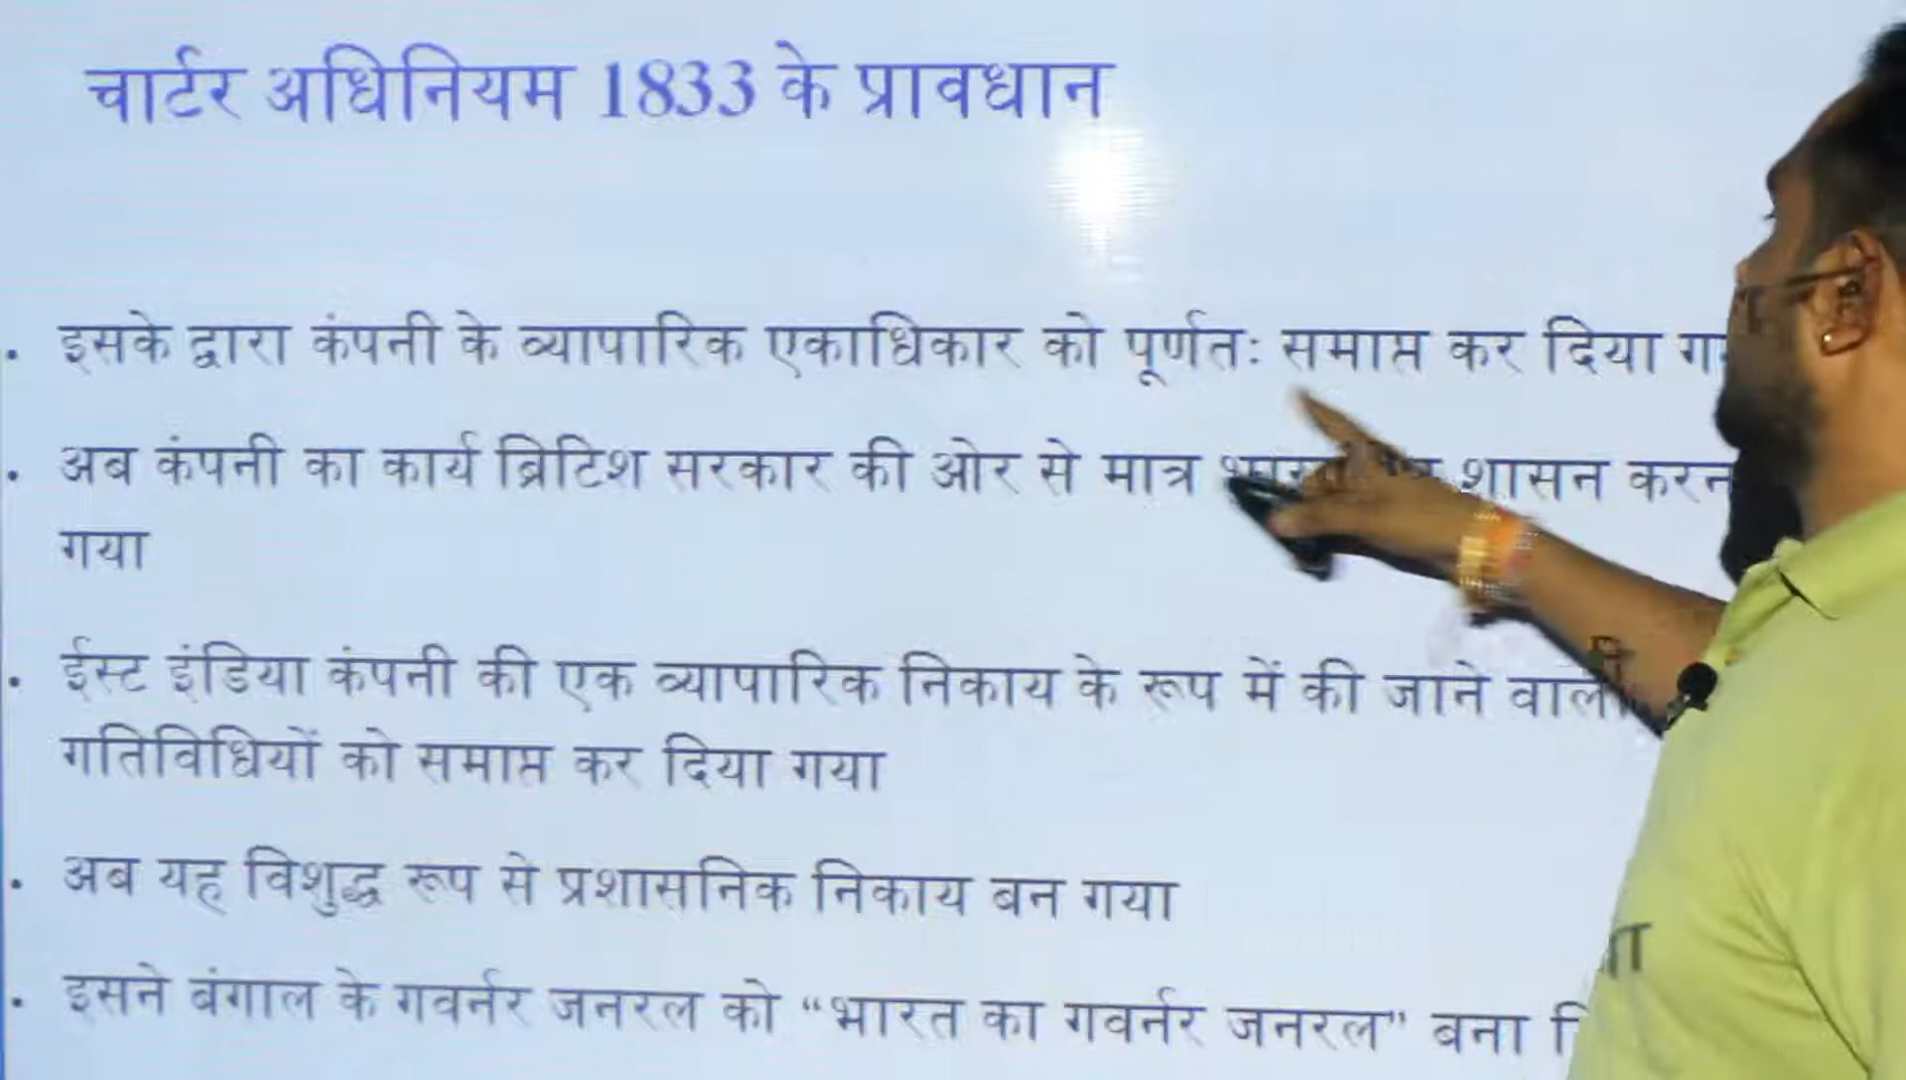 चार्टर अधिनियम 1833 के प्रावधान
• इसके द्वारा कंपनी के व्यापारिक एकाधिकार को पूर्णतः समाप्त कर दिया
• अब कंपनी का कार्य ब्रिटिश सरकार की ओर से मात्र शासन
गया
• ईस्ट इंडिया कंपनी की एक व्यापारिक निकाय के रूप में की जाने वाली
गतिविधियों को समाप्त कर दिया गया
• अब यह विशुद्ध रूप से प्रशासनिक निकाय बन गया
• इसने बंगाल के गवर्नर जनरल को “भारत का गवर्नर जनरल” बना